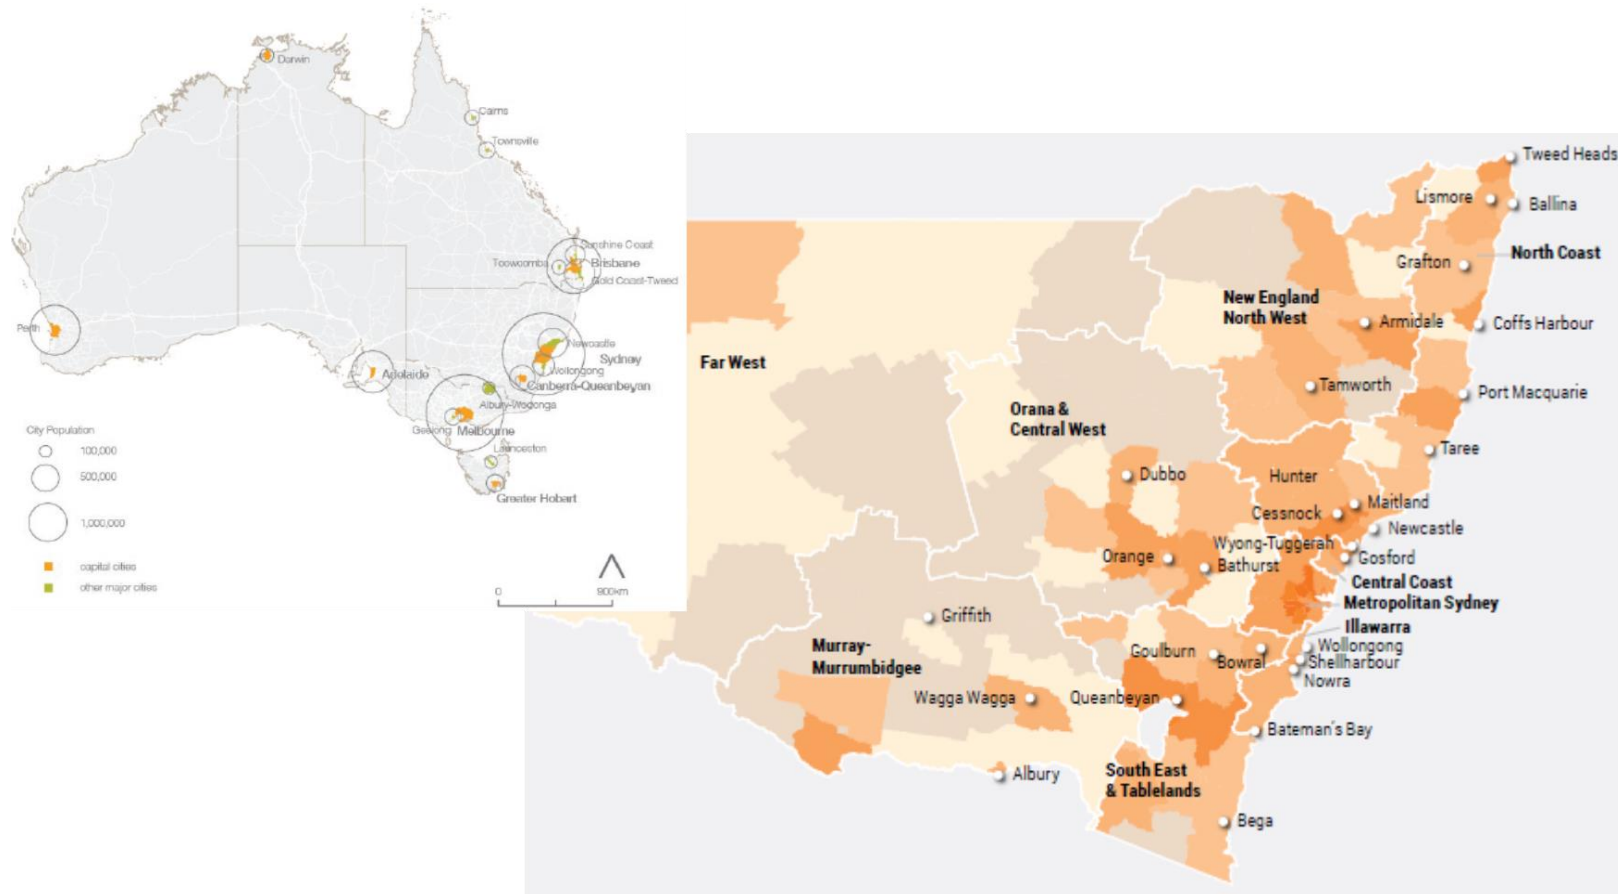 Darwin
Cairns
Townsville
Sunshine Coast
Toowoomba
Brisbane
Gold Coast-Tweed
Perth
Newcastle
Sydney
Wollongong
Adelaide
Canberra-Queanbeyan
Albury-Wodonga
Geelong
Melbourne
Launceston
Greater Hobart
City Population
100,000
500,000
1,000,000
capital cities
other major cities
0
900km
Tweed Heads
Lismore
Ballina
North Coast
Grafton
New England
North West
Armidale
Coffs Harbour
Far West
Tamworth
Port Macquarie
Orana &
Central West
Taree
Dubbo
Hunter
Maitland
Cessnock
Newcastle
Wyong-Tuggerah
Orange
Bathurst
Gosford
Central Coast
Metropolitan Sydney
Griffith
Illawarra
Murray-
Murrumbidgee
Goulburn
Bowral
Wollongong
Shellharbour
Nowra
Wagga Wagga
Queanbeyan
Bateman's Bay
South East
& Tablelands
Albury
Bega